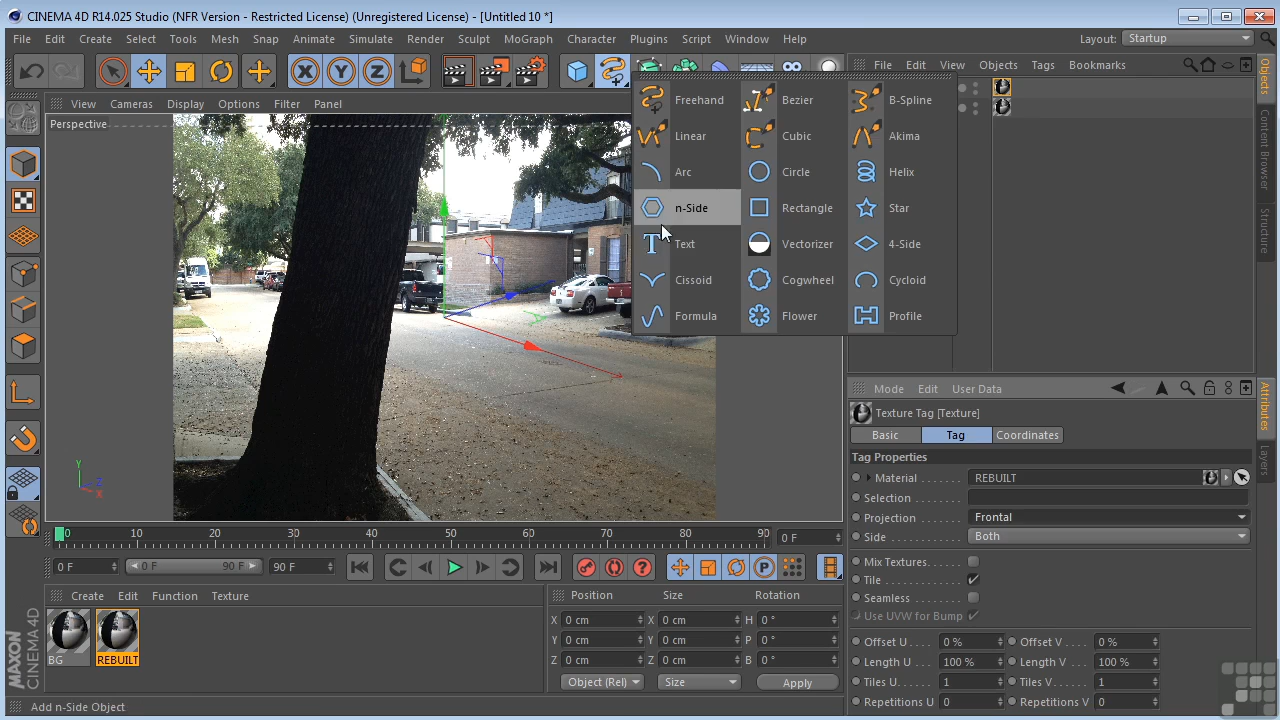 CINEMA 4D R14.025 Studio (NFR Version - Restricted License) (Unregistered License) - [Untitled 10 *]
File Edit Create Select Tools Mesh Snap Animate Simulate Render Sculpt MoGraph Character Plugins Script Window Help Layout: Startup
X Y Z
File Edit View Objects Tags Bookmarks
View Cameras Display Options Filter Panel
Perspective
Freehand Bezier B-Spline
Linear Cubic Akima
Arc Circle Helix
n-Side Rectangle Star
Text Vectorizer 4-Side
Cissoid Cogwheel Cycloid
Formula Flower Profile
Objects
Content Browser
Structure
Mode Edit User Data
Texture Tag [Texture]
Basic Tag Coordinates
Tag Properties
Material REBUILT
Selection
Projection Frontal
Side Both
Mix Textures
Tile
Seamless
Use UVW for Bump
Offset U 0 % Offset V 0 %
Length U 100 % Length V 100 %
Tiles U 1 Tiles V 1
Repetitions U 0 Repetitions V 0
Attributes
Layers
Y
Z
X
0 10 20 30 40 50 60 70 80 90 0 F
0 F 0 F 90 F 90 F
P
Create Edit Function Texture
BG REBUILT
Position Size Rotation
X 0 cm X 0 cm H 0 °
Y 0 cm Y 0 cm P 0 °
Z 0 cm Z 0 cm B 0 °
Object (Rel) Size Apply
MAXON
CINEMA 4D
Add n-Side Object